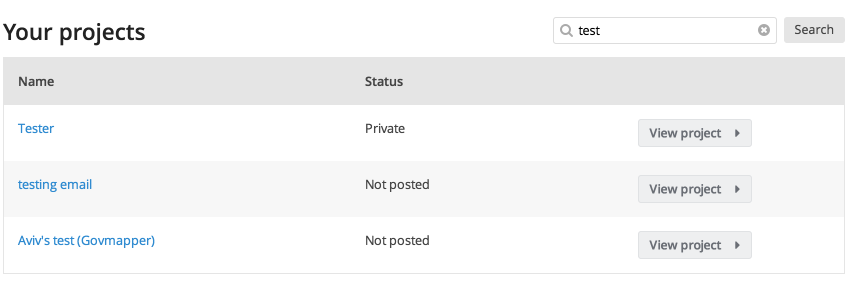 Your projects test Search
Name Status
Tester Private View project
testing email Not posted View project
Aviv's test (Govmapper) Not posted View project